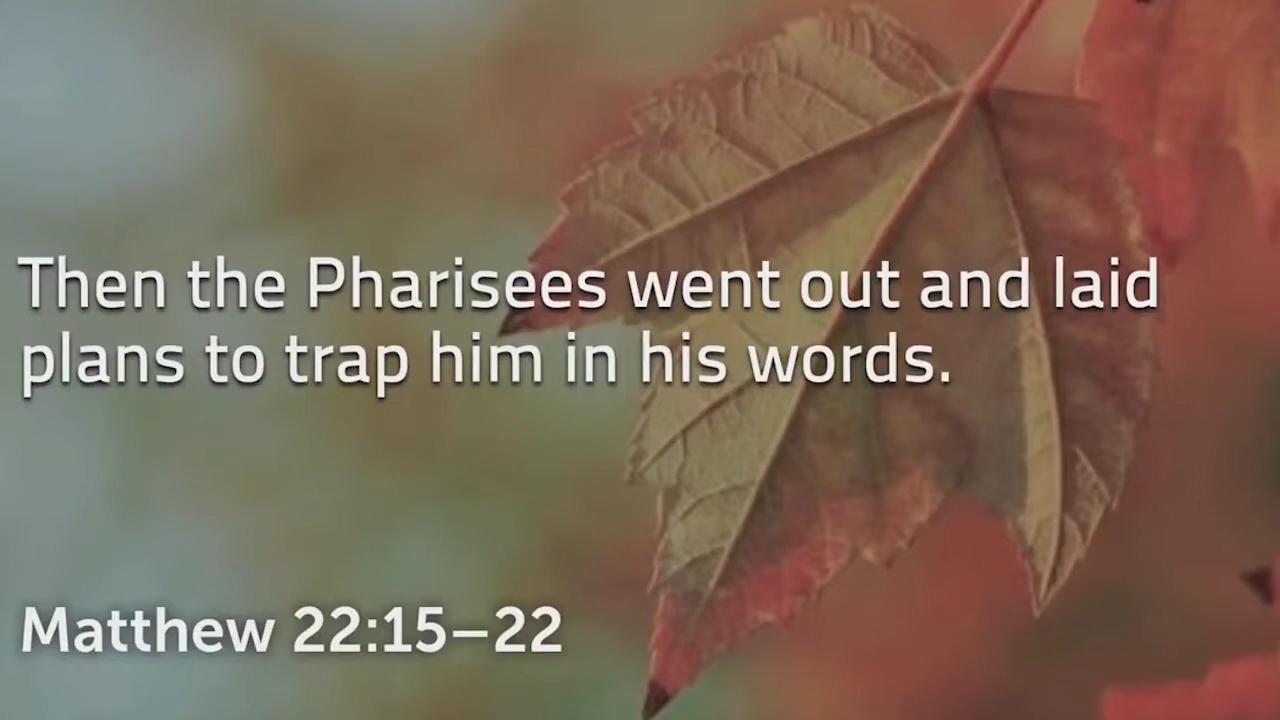 Then the Pharisees went out and laid
plans to trap him in his words.
Matthew 22:15–22